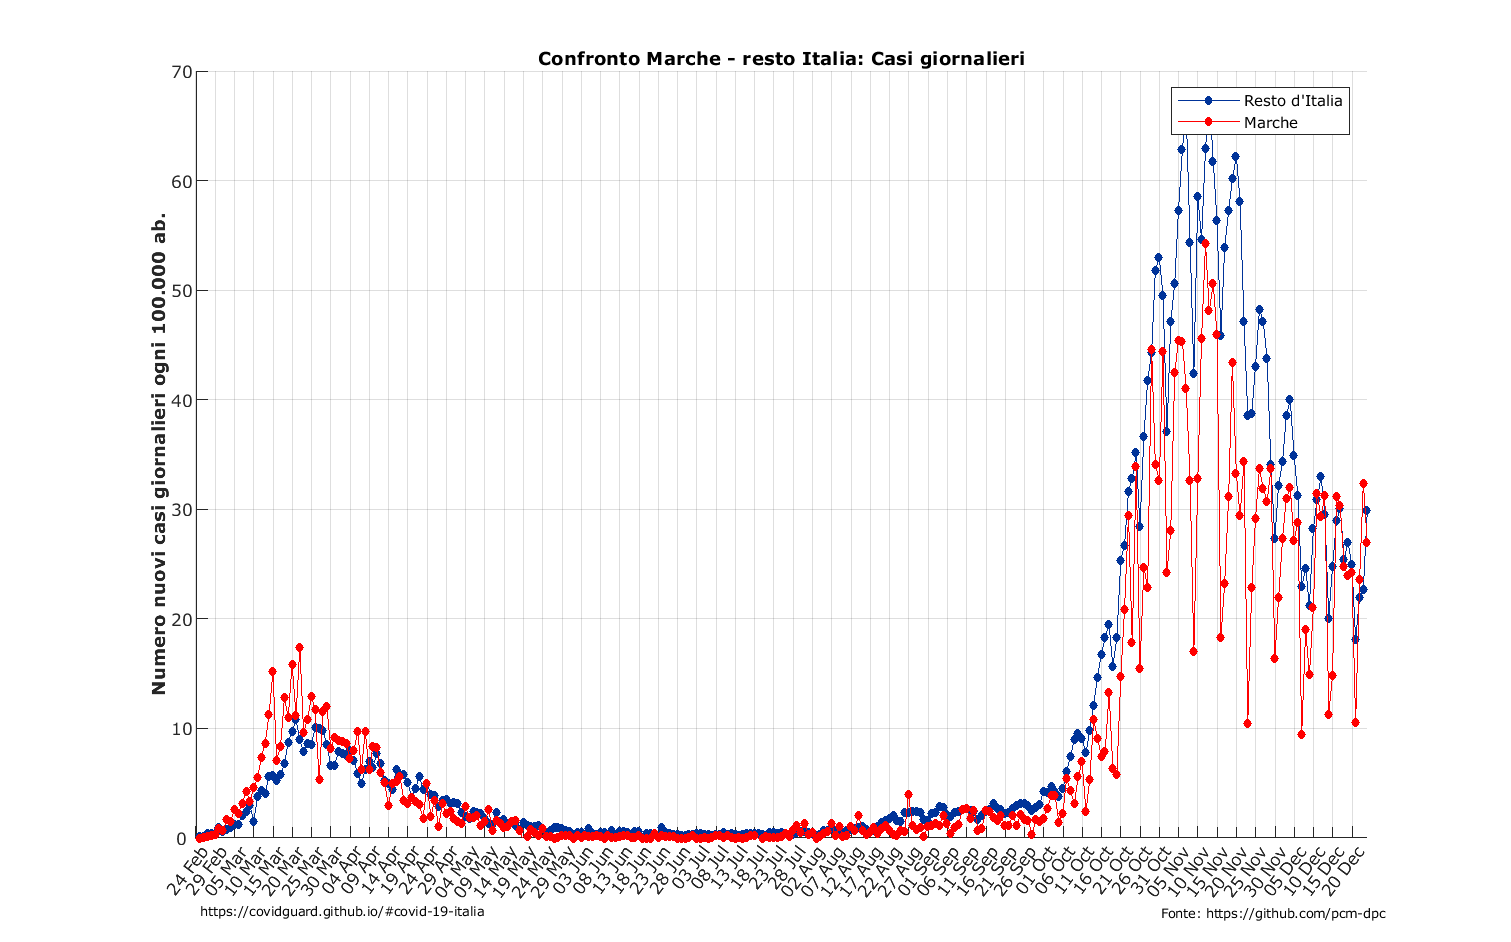 Confronto Marche - resto Italia: Casi giornalieri
Numero nuovi casi giornalieri ogni 100.000 ab.
70
60
50
40
30
20
10
0
Resto d'Italia
Marche
24 Feb
29 Feb
05 Mar
10 Mar
15 Mar
20 Mar
25 Mar
30 Mar
04 Apr
09 Apr
14 Apr
19 Apr
24 Apr
29 Apr
04 May
09 May
14 May
19 May
24 May
29 May
03 Jun
08 Jun
13 Jun
18 Jun
23 Jun
28 Jun
03 Jul
08 Jul
13 Jul
18 Jul
23 Jul
28 Jul
02 Aug
07 Aug
12 Aug
17 Aug
22 Aug
27 Aug
01 Sep
06 Sep
11 Sep
16 Sep
21 Sep
26 Sep
01 Oct
06 Oct
11 Oct
16 Oct
21 Oct
26 Oct
31 Oct
05 Nov
10 Nov
15 Nov
20 Nov
25 Nov
30 Nov
05 Dec
10 Dec
15 Dec
20 Dec
https://covidguard.github.io/#covid-19-italia
Fonte: https://github.com/pcm-dpc